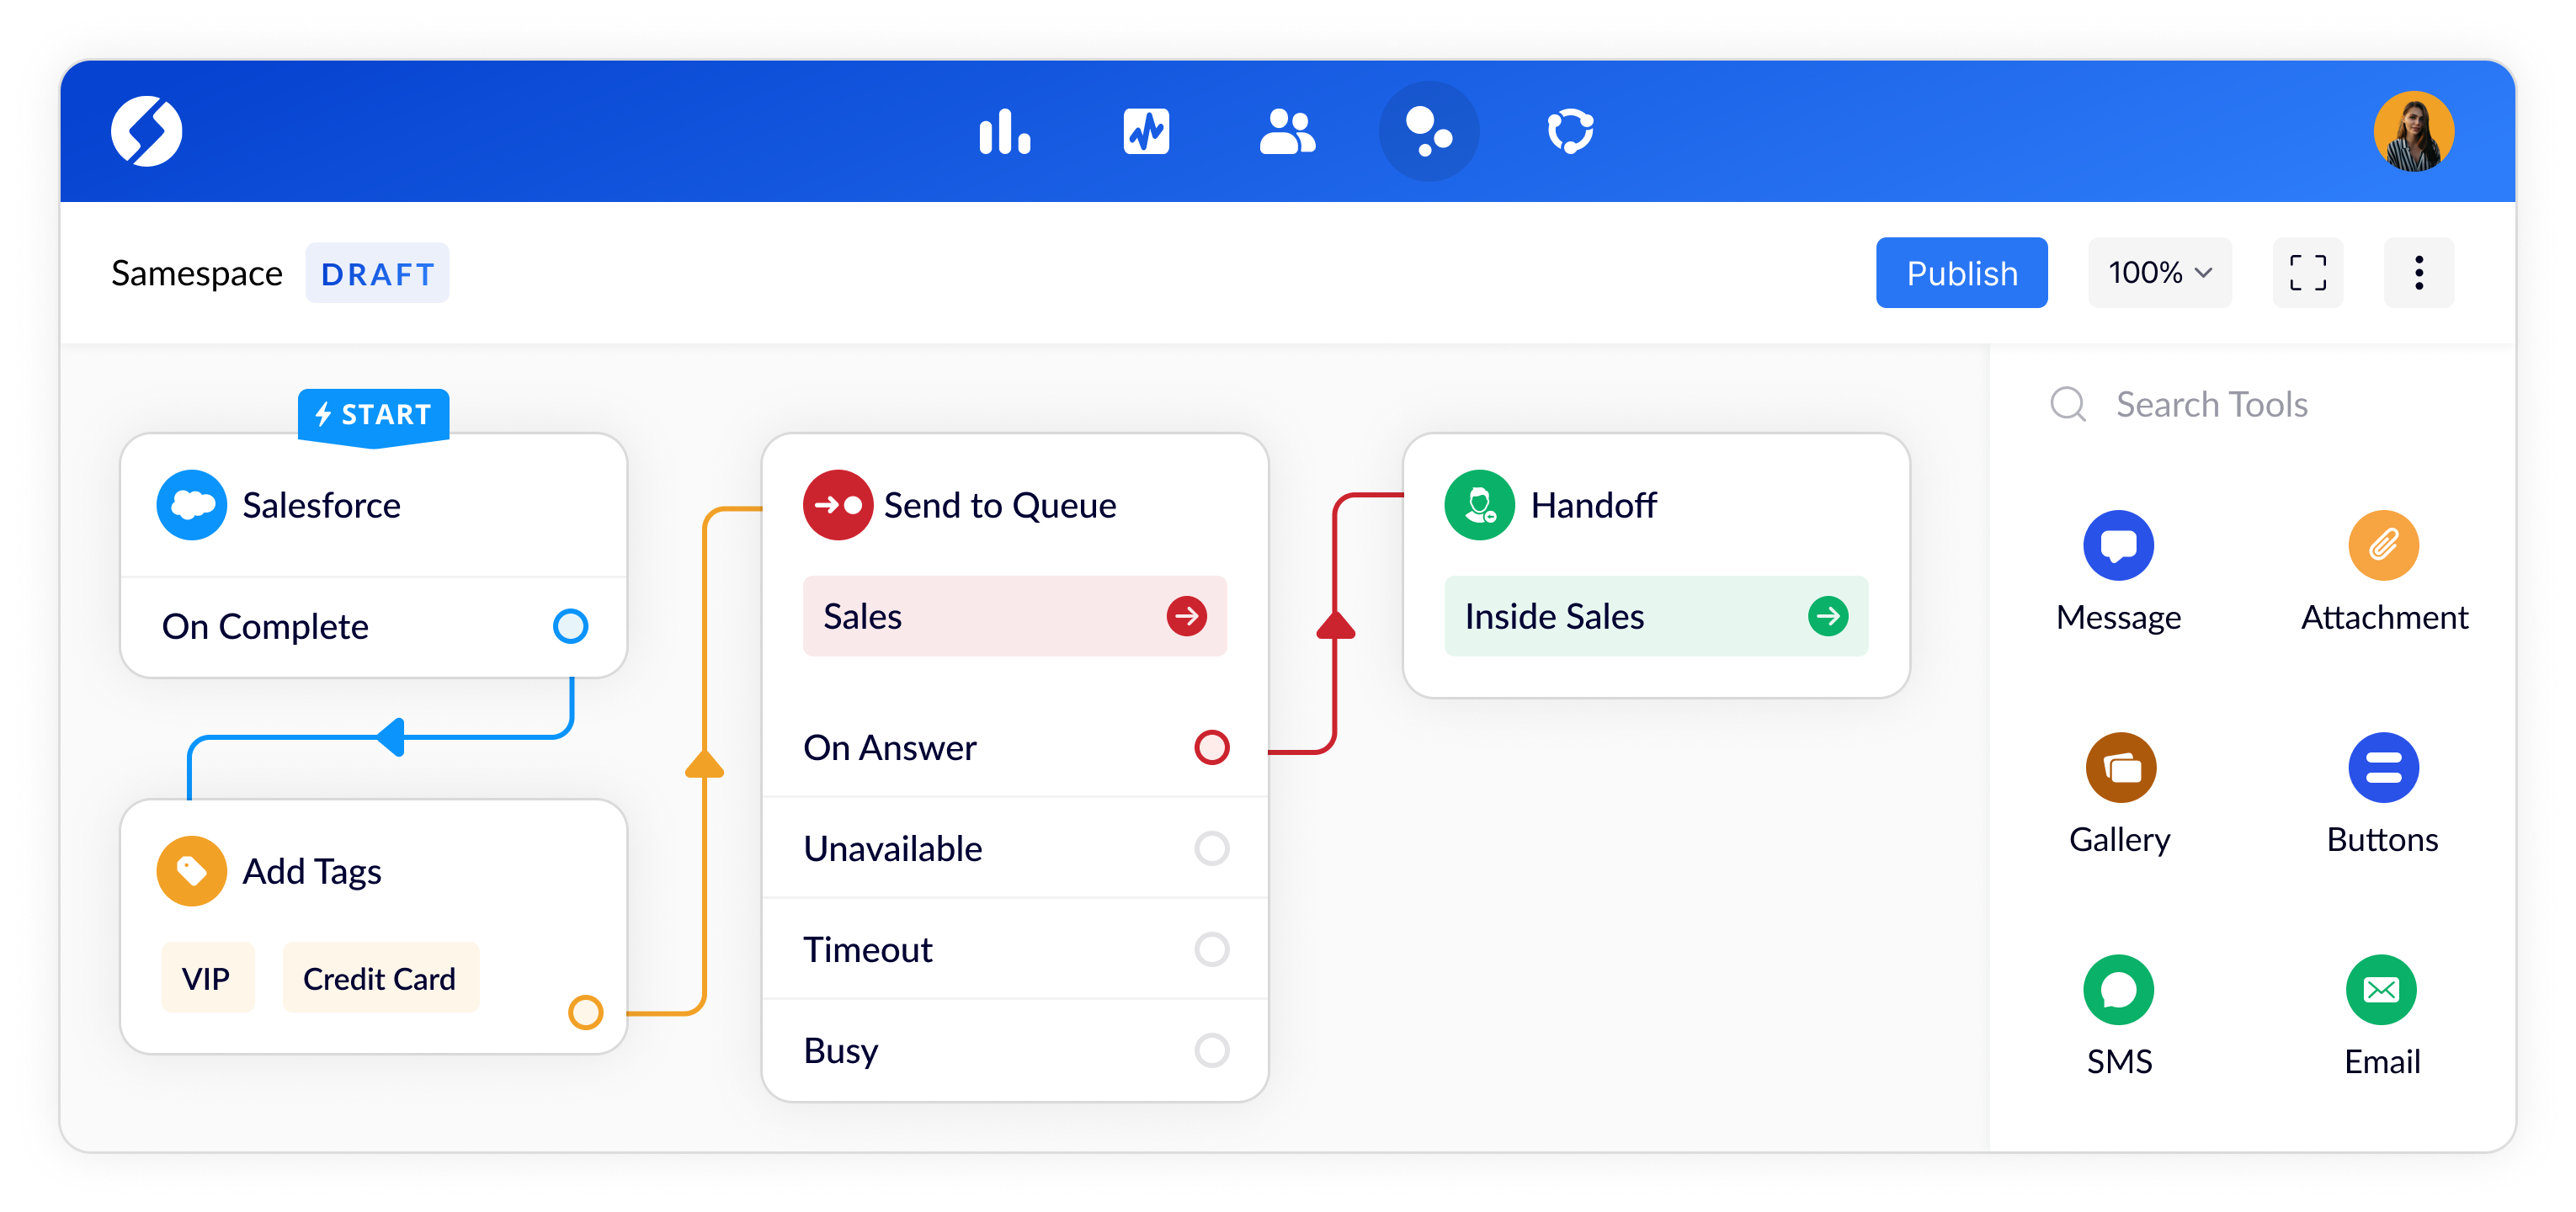 Samespace DRAFT
Publish
100%
START
Salesforce
On Complete
Add Tags
VIP
Credit Card
Send to Queue
Sales
On Answer
Unavailable
Timeout
Busy
Handoff
Inside Sales
Search Tools
Message
Attachment
Gallery
Buttons
SMS
Email